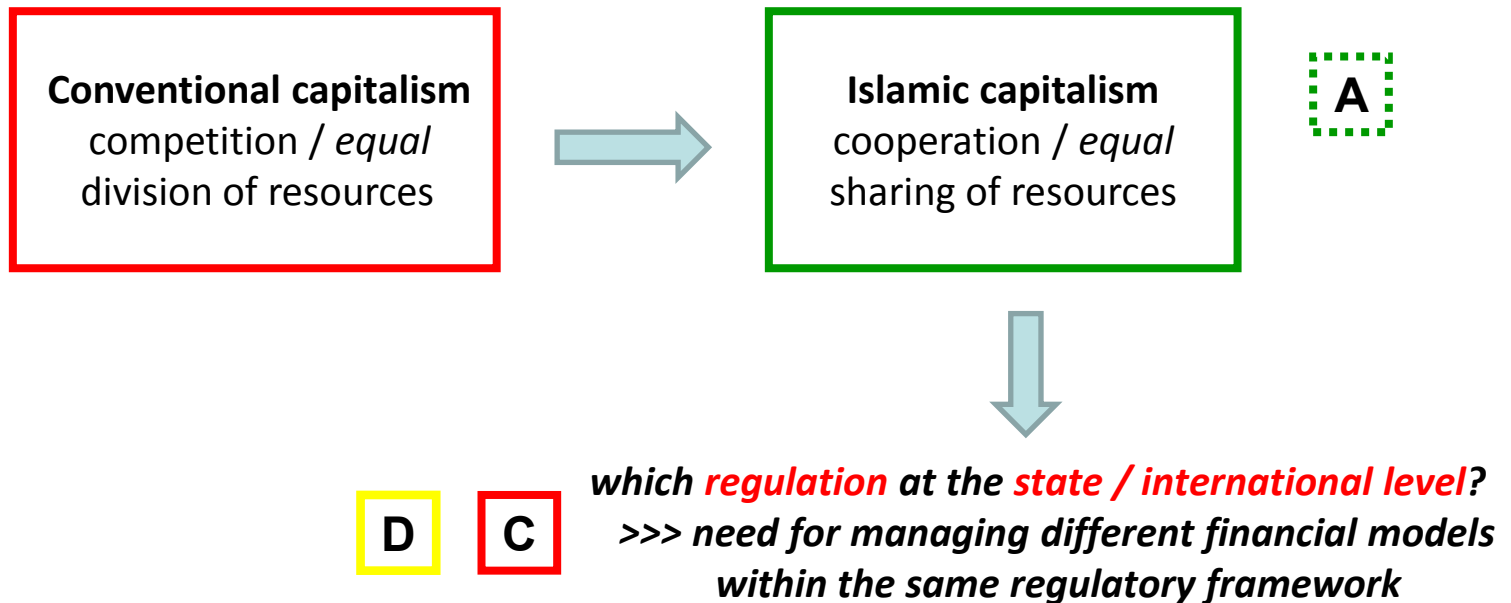 Conventional capitalism
competition / equal
division of resources
Islamic capitalism
cooperation / equal
sharing of resources
A
D
C
which regulation at the state / international level?
>>> need for managing different financial models
within the same regulatory framework